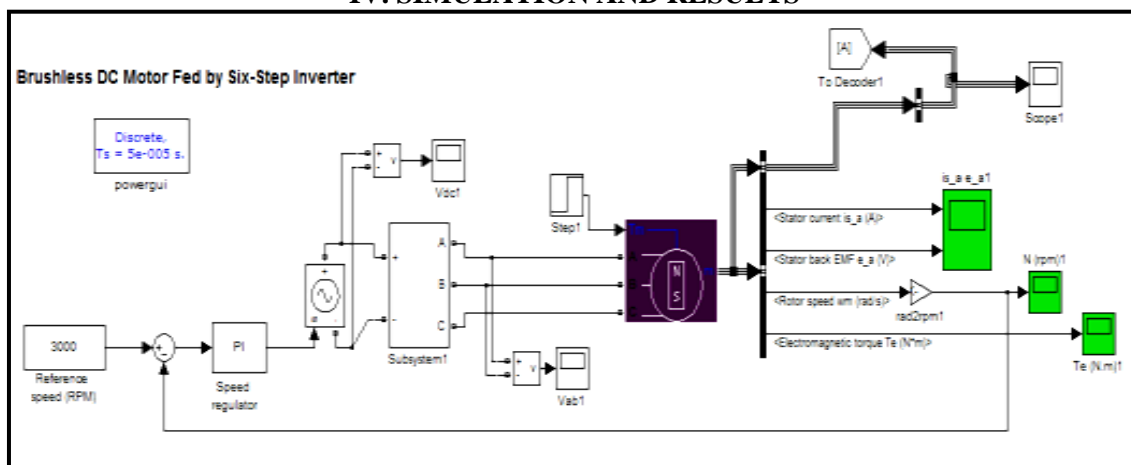 IV. SIMULATION AND RESULTS
[A]
To Decoder1
Scope1
Brushless DC Motor Fed by Six-Step Inverter
Discrete,
Ts = 5e-005 s.
powergui
+
-
v
Vdc1
Step1
is_a e_a1
<Stator current is_a (A)>
<Stator back EMF e_a (V)>
N (rpm)1
<Rotor speed wm (rad/s)>
rad2rpm1
<Electromagnetic torque Te (N*m)>
Te (N.m)1
Tm
A
B
C
N
S
m
+
-
A
B
C
Subsystem1
+
-
v
Vab1
3000
Reference
speed (RPM)
PI
Speed
regulator